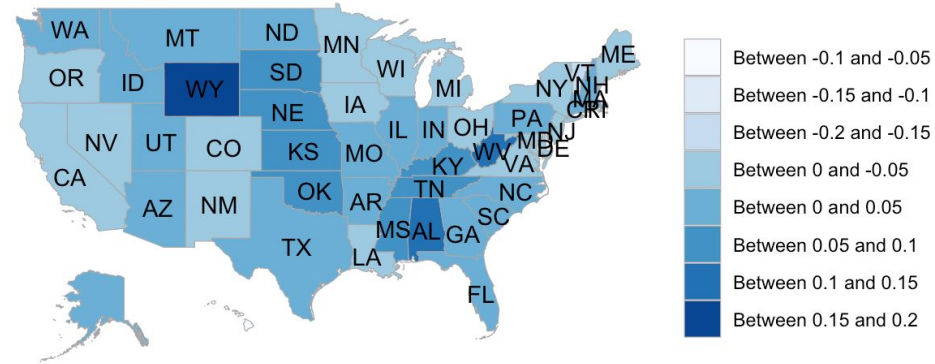 WA
MT
ND
MN
ME
OR
ID
WY
SD
WI
MI
NY
VT
NH
MA
CT
RI
NV
UT
CO
NE
IA
IL
IN
OH
PA
NJ
MD
DE
CA
KS
MO
KY
WV
VA
AZ
NM
OK
AR
TN
NC
TX
LA
MS
AL
GA
SC
FL
Between -0.1 and -0.05
Between -0.15 and -0.1
Between -0.2 and -0.15
Between 0 and -0.05
Between 0 and 0.05
Between 0.05 and 0.1
Between 0.1 and 0.15
Between 0.15 and 0.2